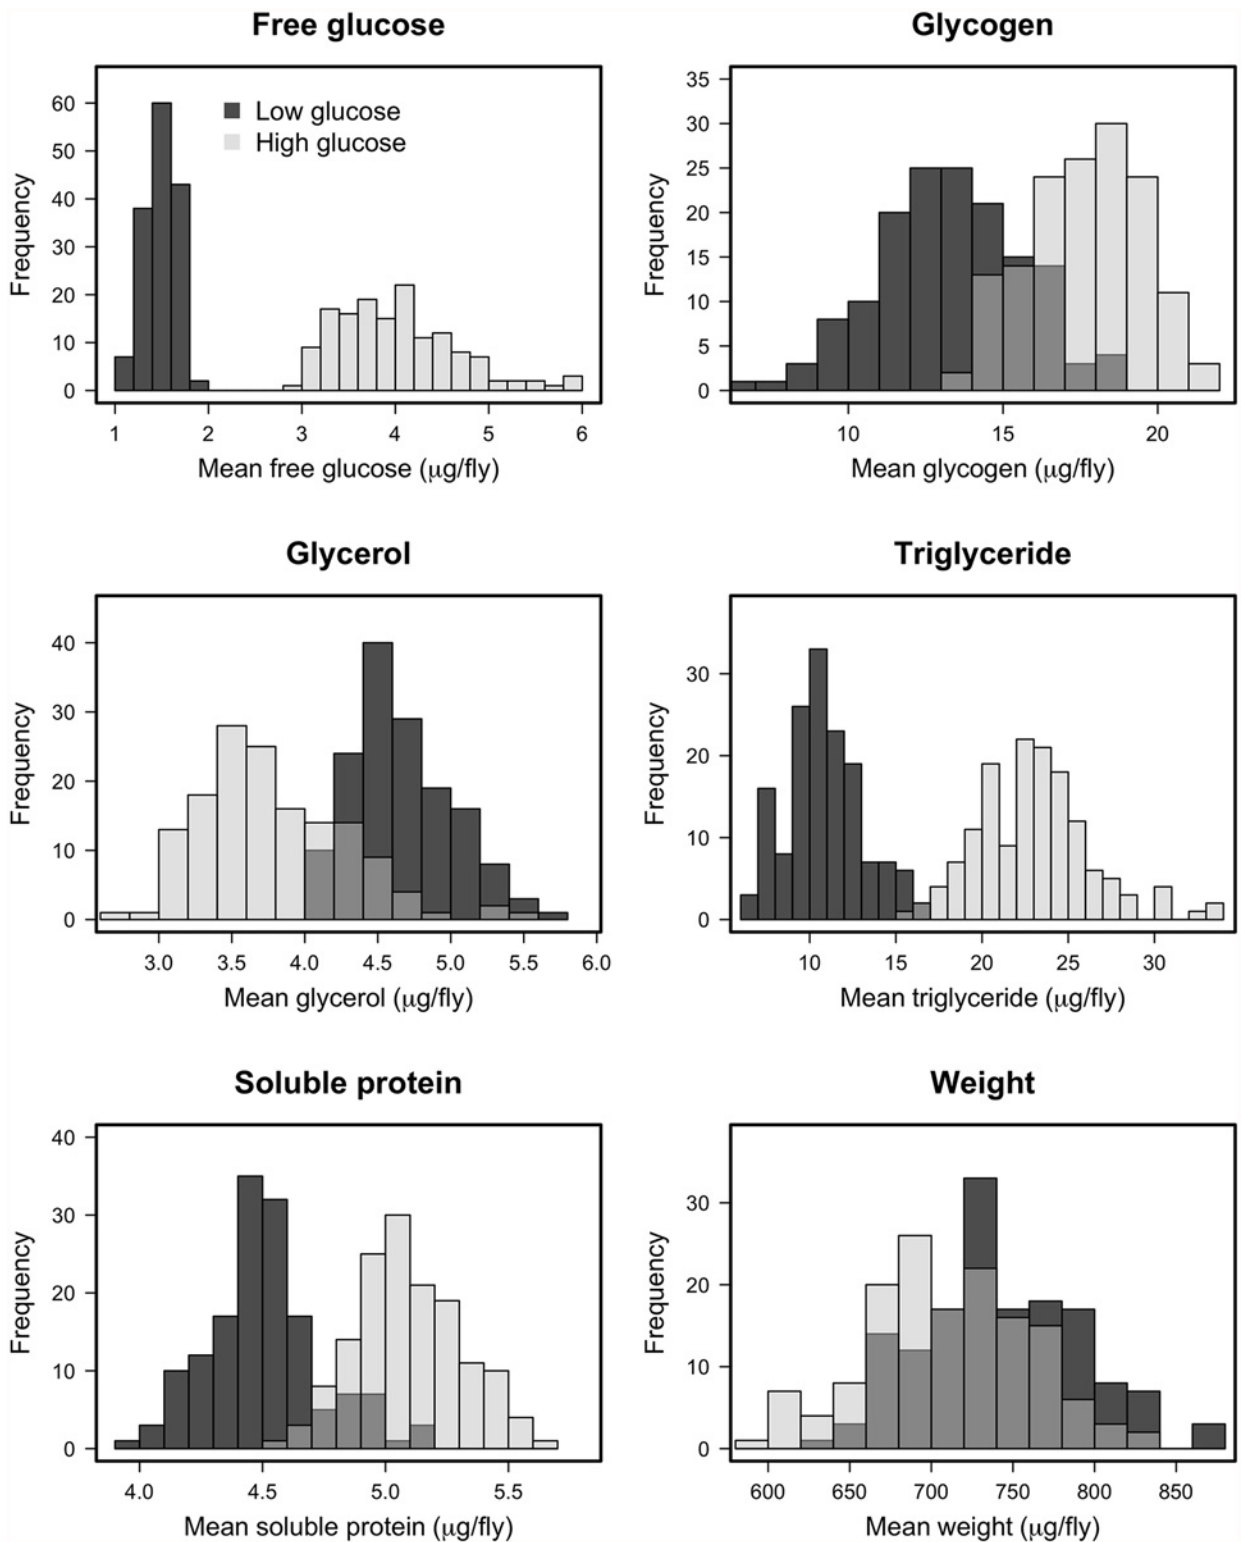 Free glucose
Low glucose
High glucose
Frequency
0
10
20
30
40
50
60
1 2 3 4 5 6
Mean free glucose (μg/fly)
Glycogen
Frequency
0
5
10
15
20
25
30
35
10 15 20
Mean glycogen (μg/fly)
Glycerol
Frequency
0
10
20
30
40
3.0 3.5 4.0 4.5 5.0 5.5 6.0
Mean glycerol (μg/fly)
Triglyceride
Frequency
0
10
20
30
10 15 20 25 30
Mean triglyceride (μg/fly)
Soluble protein
Frequency
0
10
20
30
40
4.0 4.5 5.0 5.5
Mean soluble protein (μg/fly)
Weight
Frequency
0
10
20
30
600 650 700 750 800 850
Mean weight (μg/fly)